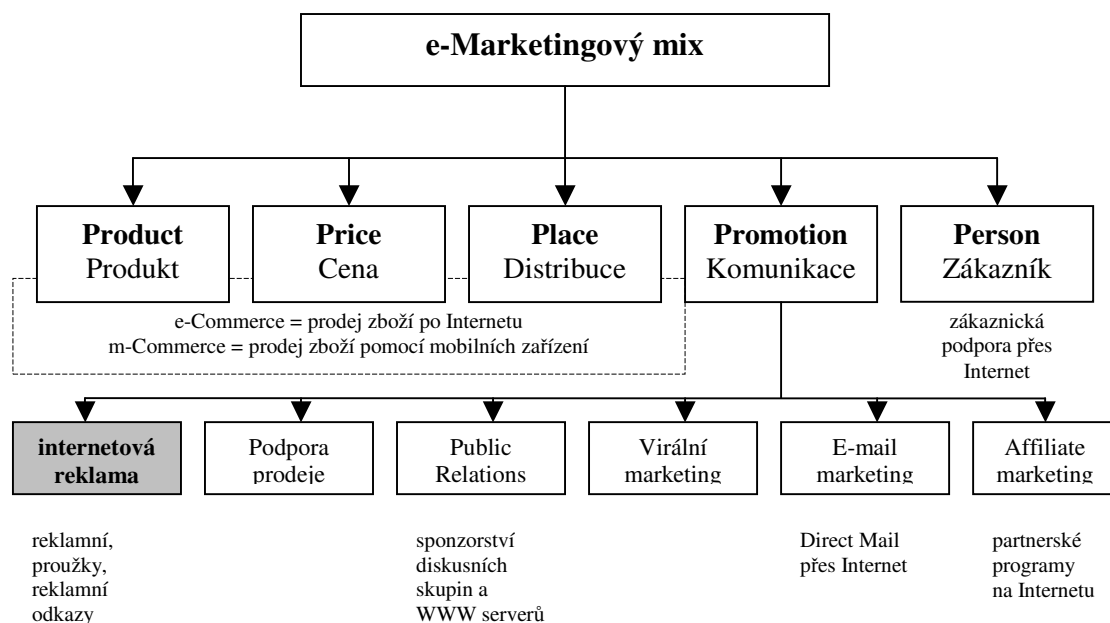 e-Marketingový mix
Product
Produkt
Price
Cena
Place
Distribuce
Promotion
Komunikace
Person
Zákazník
e-Commerce = prodej zboží po Internetu
m-Commerce = prodej zboží pomocí mobilních zařízení
zákaznická
podpora přes
Internet
internetová
reklama
Podpora
prodeje
Public
Relations
Virální
marketing
E-mail
marketing
Affiliate
marketing
reklamní,
proužky,
reklamní
odkazy
sponzorství
diskusních
skupin a
WWW serverů
Direct Mail
přes Internet
partnerské
programy
na Internetu